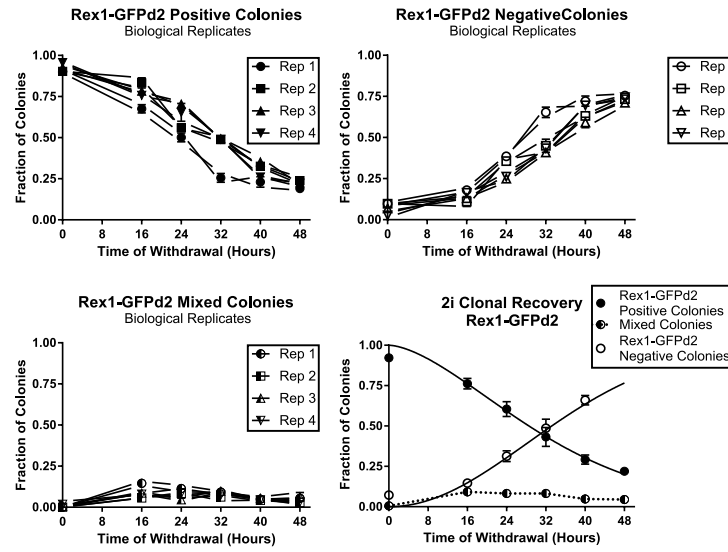 Rex1-GFPd2 Positive Colonies
Biological Replicates
Fraction of Colonies
1.00
0.75
0.50
0.25
0.00
0 16 24 32 40 48
Time of Withdrawal (Hours)
Rep 1
Rep 2
Rep 3
Rep 4
Rex1-GFPd2 NegativeColonies
Biological Replicates
Fraction of Colonies
1.00
0.75
0.50
0.25
0.00
0 16 24 32 40 48
Time of Withdrawal (Hours)
Rep
Rep
Rep
Rep
Rex1-GFPd2 Mixed Colonies
Biological Replicates
Fraction of Colonies
1.00
0.75
0.50
0.25
0.00
0 16 24 32 40 48
Time of Withdrawal (Hours)
Rep 1
Rep 2
Rep 3
Rep 4
2i Clonal Recovery
Rex1-GFPd2
Fraction of Colonies
1.00
0.75
0.50
0.25
0.00
0 16 24 32 40 48
Time of Withdrawal (Hours)
Rex1-GFPd2
Positive Colonies
Mixed Colonies
Rex1-GFPd2
Negative Colonies